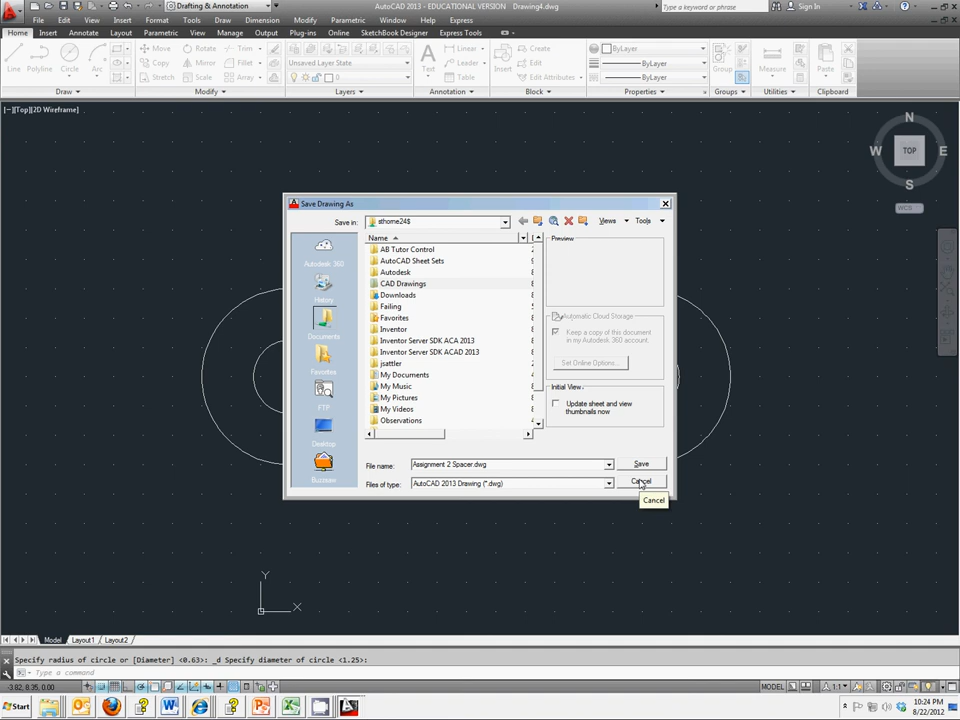 Drafting & Annotation
AutoCAD 2013 - EDUCATIONAL VERSION Drawing4.dwg
Type a keyword or phrase
Sign In
File Edit View Insert Format Tools Draw Dimension Modify Parametric Window Help Express
Home Insert Annotate Layout Parametric View Manage Output Plug-ins Online SketchBook Designer Express Tools
Line Polyline Circle Arc
Move Rotate Trim
Copy Mirror Fillet
Stretch Scale Array
Unsaved Layer State
0
Text
Linear
Leader
Table
Insert
Create
Edit
Edit Attributes
ByLayer
ByLayer
ByLayer
Group
Measure
Paste
Draw Modify Layers Annotation Block Properties Groups Utilities Clipboard
[−][Top][2D Wireframe]
N
W TOP E
S
WCS
Save Drawing As
Save in: sthome24$
Views Tools
Name
AB Tutor Control
AutoCAD Sheet Sets
Autodesk
CAD Drawings
Downloads
Failing
Favorites
Inventor
Inventor Server SDK ACA 2013
Inventor Server SDK ACAD 2013
jsattler
My Documents
My Music
My Pictures
My Videos
Observations
Autodesk 360
History
Documents
Favorites
FTP
Desktop
Buzzsaw
Preview
Automatic Cloud Storage
Keep a copy of this document
in my Autodesk 360 account.
Set Online Options...
Initial View
Update sheet and view
thumbnails now
File name: Assignment 2 Spacer.dwg
Save
Files of type: AutoCAD 2013 Drawing (*.dwg)
Cancel
Cancel
Y
X
Model Layout1 Layout2
Specify radius of circle or [Diameter] <0.63>: _d Specify diameter of circle <1.25>:
Type a command
-3.82, 8.35, 0.00
MODEL
1:1
Start
10:24 PM
8/22/2012